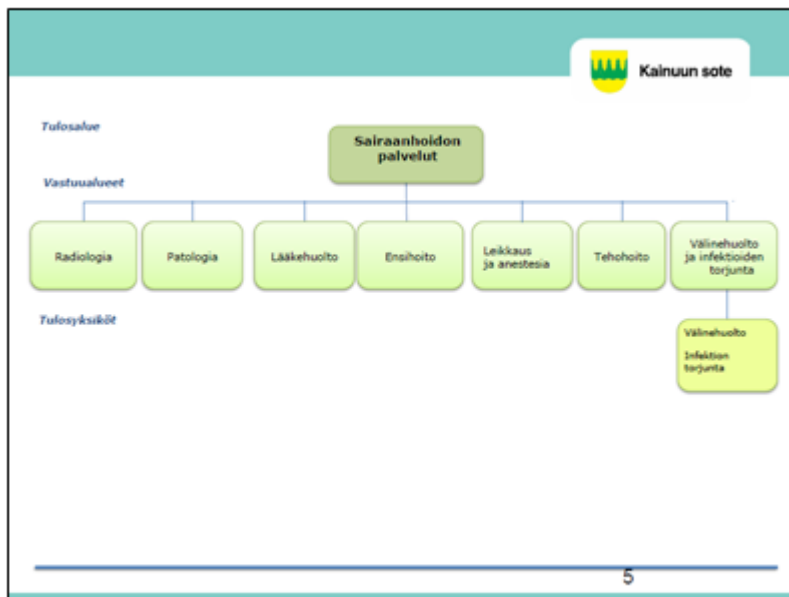 Kainuun sote
Tulosalue
Sairaanhoidon
palvelut
Vastuualueet
Radiologia
Patologia
Lääkehuolto
Ensihoito
Leikkaus
ja anestesia
Tehohoito
Välinehuolto
ja infektioiden
torjunta
Tulosyksiköt
Välinehuolto
Infektion
torjunta
5